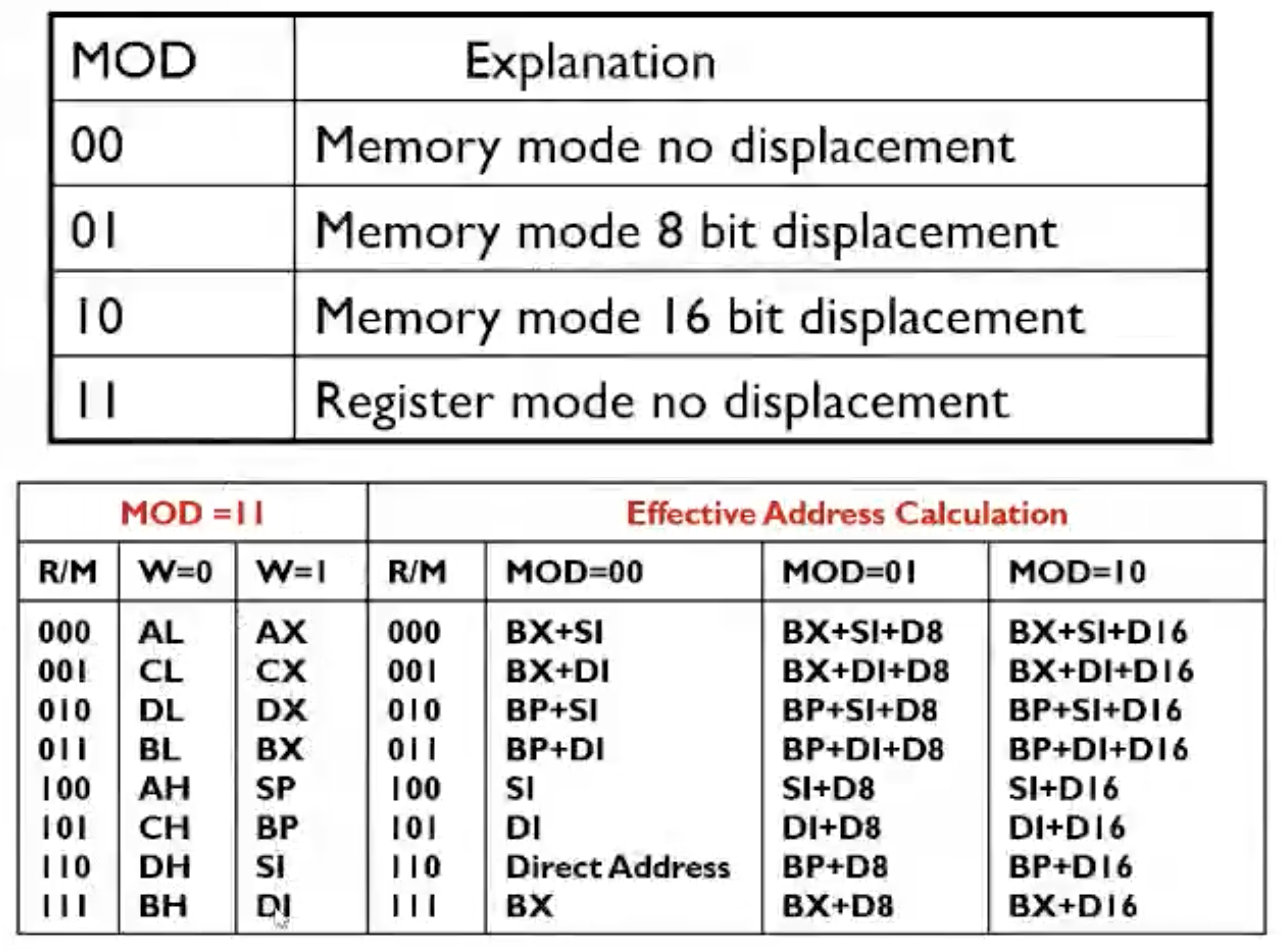 MOD Explanation
00 Memory mode no displacement
01 Memory mode 8 bit displacement
10 Memory mode 16 bit displacement
11 Register mode no displacement
MOD =11 Effective Address Calculation
R/M W=0 W=1 R/M MOD=00 MOD=01 MOD=10
000 AL AX 000 BX+SI BX+SI+D8 BX+SI+D16
001 CL CX 001 BX+DI BX+DI+D8 BX+DI+D16
010 DL DX 010 BP+SI BP+SI+D8 BP+SI+D16
011 BL BX 011 BP+DI BP+DI+D8 BP+DI+D16
100 AH SP 100 SI SI+D8 SI+D16
101 CH BP 101 DI DI+D8 DI+D16
110 DH SI 110 Direct Address BP+D8 BP+D16
111 BH DI 111 BX BX+D8 BX+D16